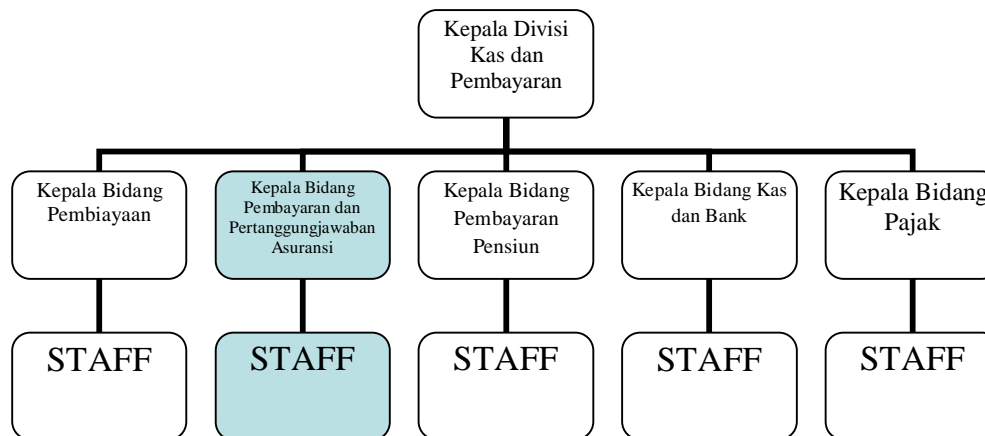 Kepala Divisi
Kas dan
Pembayaran
Kepala Bidang
Pembiayaan
Kepala Bidang
Pembayaran dan
Pertanggungjawaban
Asuransi
Kepala Bidang
Pembayaran
Pensiun
Kepala Bidang Kas
dan Bank
Kepala Bidang
Pajak
STAFF
STAFF
STAFF
STAFF
STAFF